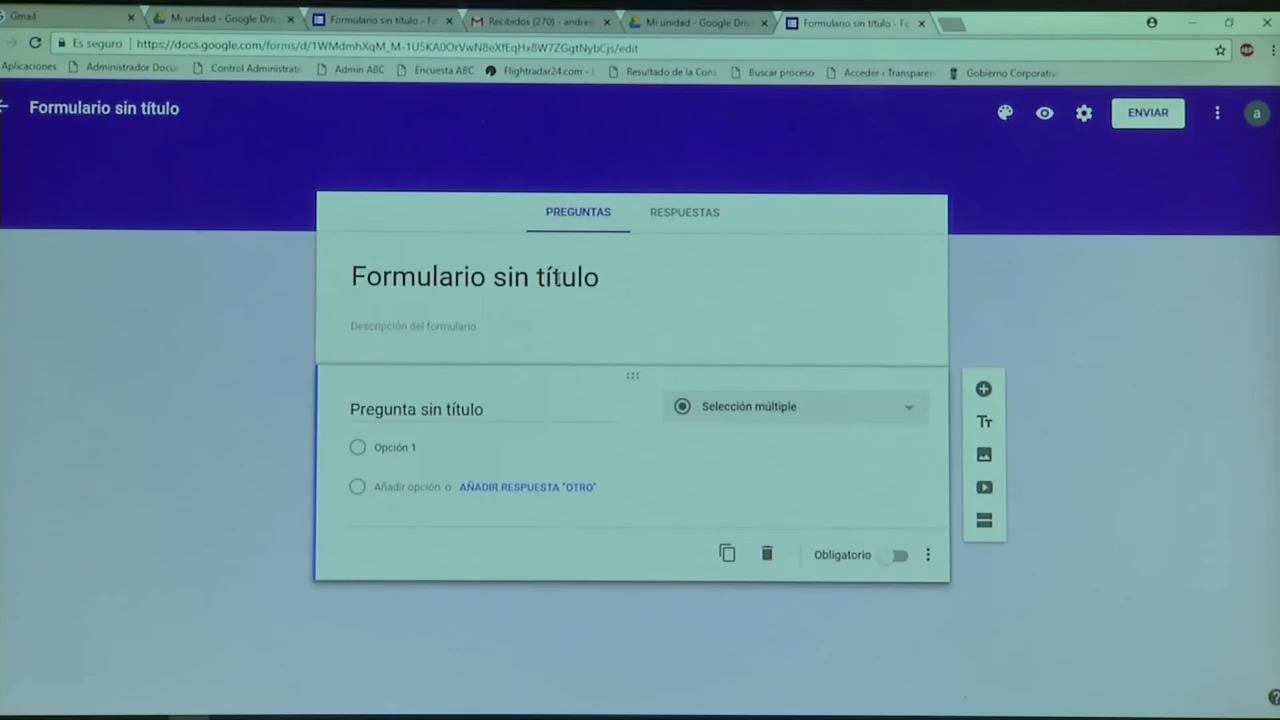 Gmail
Mi unidad - Google Driv
Formulario sin título - Fo
Recibidos (270) - andres
Mi unidad - Google Driv
Formulario sin título - Fo
Es seguro
https://docs.google.com/forms/d/1WMdmhXqM_M-1U5KA0OrVwN8eXfEqHx8W7ZGgtNybCjs/edit
Aplicaciones
Administrador Docu
Control Administrati
Admin ABC
Encuesta ABC
Flightradar24.com - L
Resultado de la Cons
Buscar proceso
Acceder ‹ Transparen
Gobierno Corporativ
Formulario sin título
ENVIAR
a
PREGUNTAS
RESPUESTAS
Formulario sin título
Descripción del formulario
Pregunta sin título
Selección múltiple
Opción 1
Añadir opción o AÑADIR RESPUESTA "OTRO"
Obligatorio